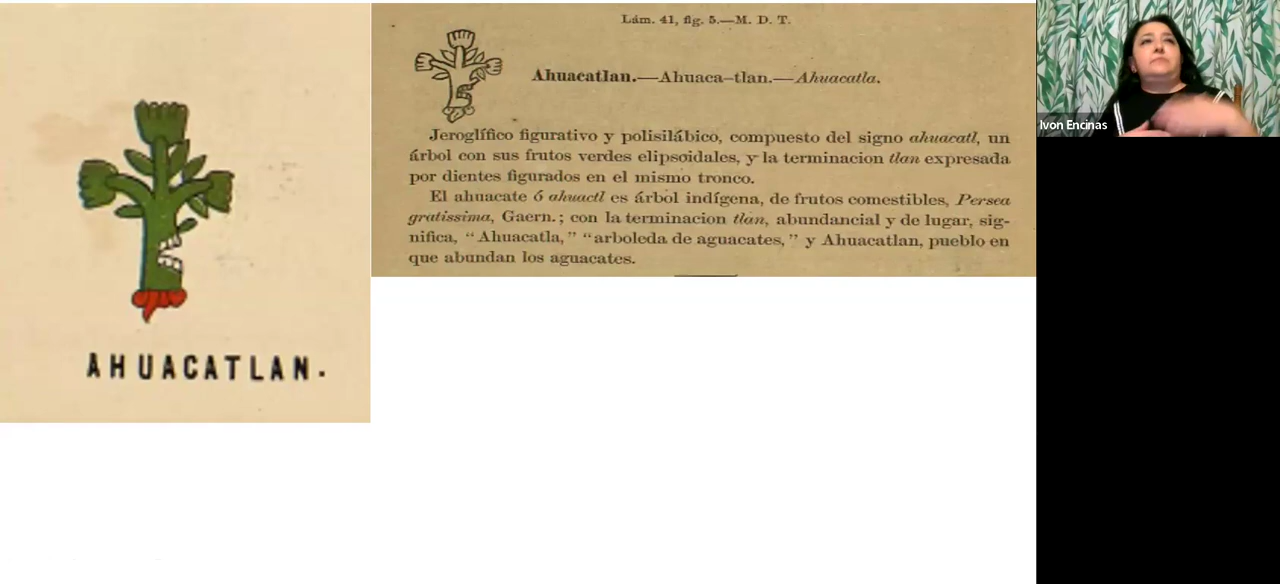 AHUACATLAN.
Lám. 41, fig. 5.—M. D. T.
Ahuacatlan.—Ahuaca-tlan.—Ahuacatla.
Jeroglífico figurativo y polisilábico, compuesto del signo ahuacatl, un
árbol con sus frutos verdes elipsoidales, y la terminacion tlan expresada
por dientes figurados en el mismo tronco.
El ahuacate ó ahuactl es árbol indígena, de frutos comestibles, Persea
gratissima, Gaern.; con la terminacion tlan, abundancial y de lugar, sig-
nifica, “Ahuacatla,” “arboleda de aguacates,” y Ahuacatlan, pueblo en
que abundan los aguacates.
Ivon Encinas